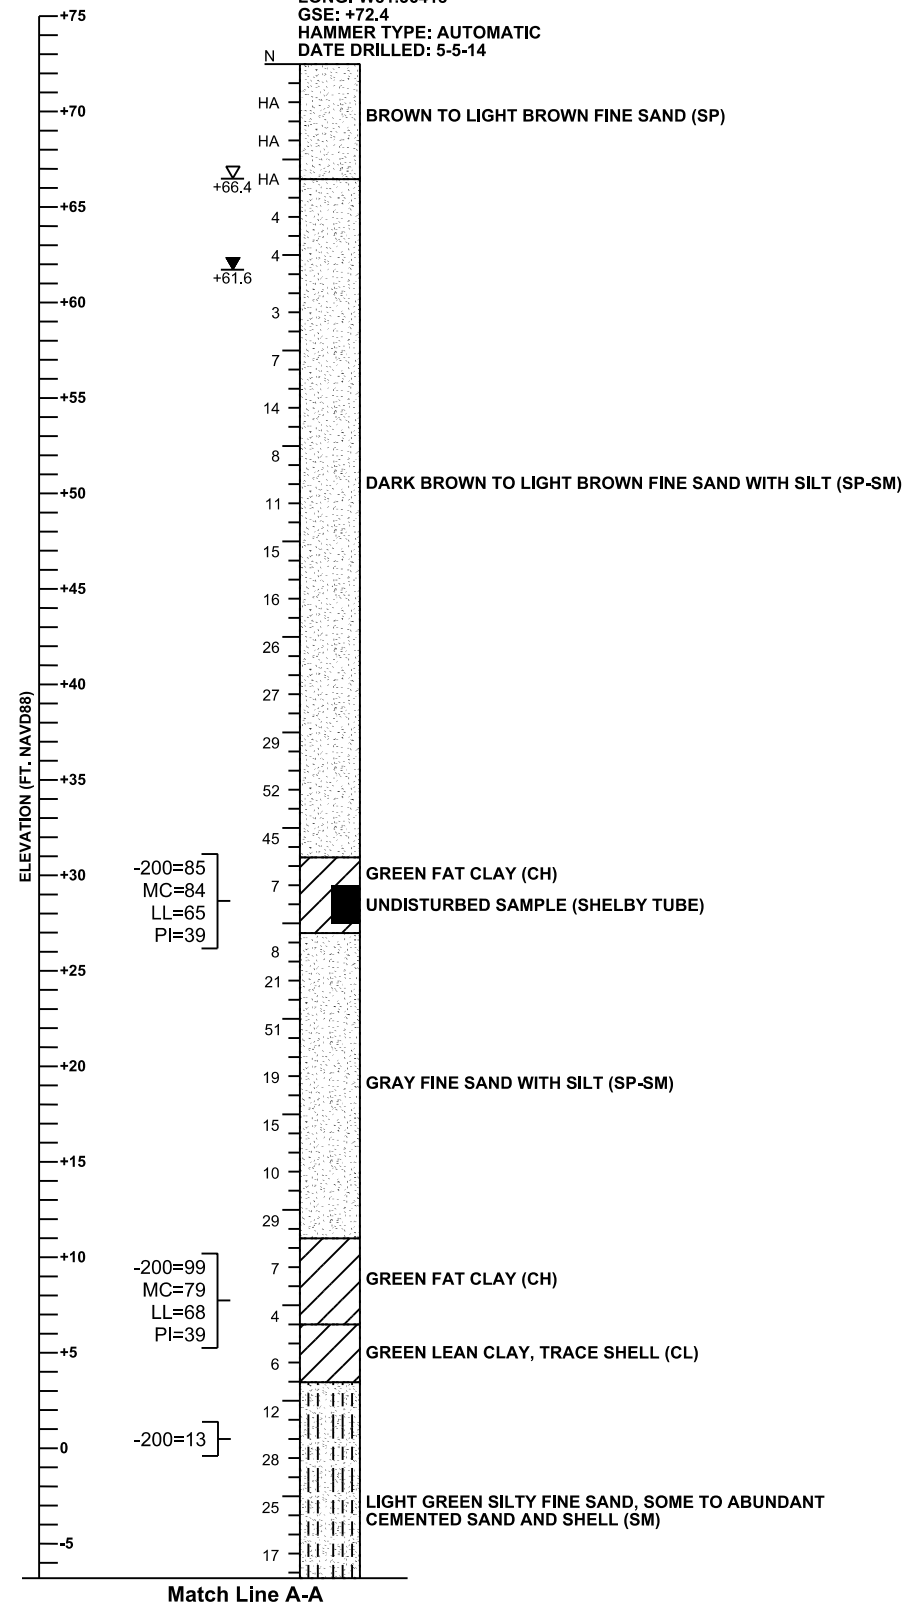 GSE: +72.4
HAMMER TYPE: AUTOMATIC
DATE DRILLED: 5-5-14
N
+75
+70
+65
+60
+55
+50
+45
+40
+35
+30
+25
+20
+15
+10
+5
0
-5
ELEVATION (FT. NAVD88)
+66.4
+61.6
HA
HA
HA
4
4
3
7
14
8
11
15
16
26
27
29
52
45
7
8
21
51
19
15
10
29
7
4
6
12
28
25
17
BROWN TO LIGHT BROWN FINE SAND (SP)
DARK BROWN TO LIGHT BROWN FINE SAND WITH SILT (SP-SM)
-200=85
MC=84
LL=65
PI=39
GREEN FAT CLAY (CH)
UNDISTURBED SAMPLE (SHELBY TUBE)
GRAY FINE SAND WITH SILT (SP-SM)
-200=99
MC=79
LL=68
PI=39
GREEN FAT CLAY (CH)
GREEN LEAN CLAY, TRACE SHELL (CL)
-200=13
LIGHT GREEN SILTY FINE SAND, SOME TO ABUNDANT
CEMENTED SAND AND SHELL (SM)
Match Line A-A